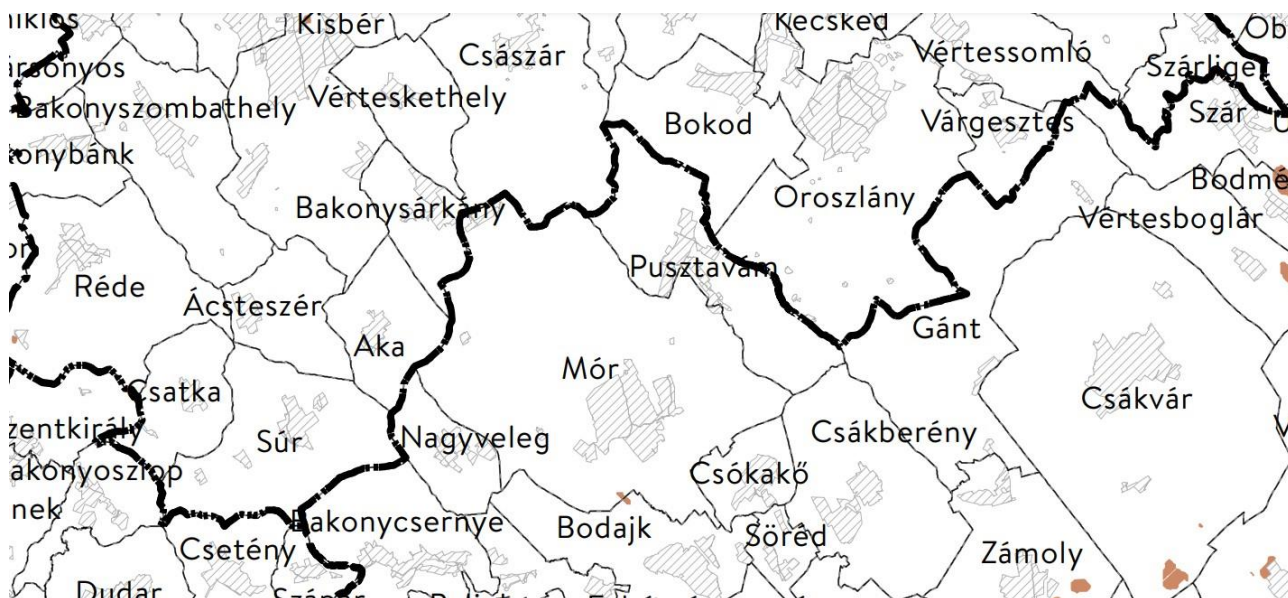 Kisbér
Kecskéd
Császár
Vértessomló
Szárliget
Vérteskethely
Bakonyszombathely
Bokod
Várgesztes
Szár
Bakonysárkány
Oroszlány
Vértesboglár
Pusztavám
Réde
Ácsteszér
Gánt
Aka
Mór
Csatka
Csákvár
Súr
Nagyveleg
Csákberény
Csókakő
Bakonycsernye
Bodajk
Söréd
Csetény
Zámoly
Dudar